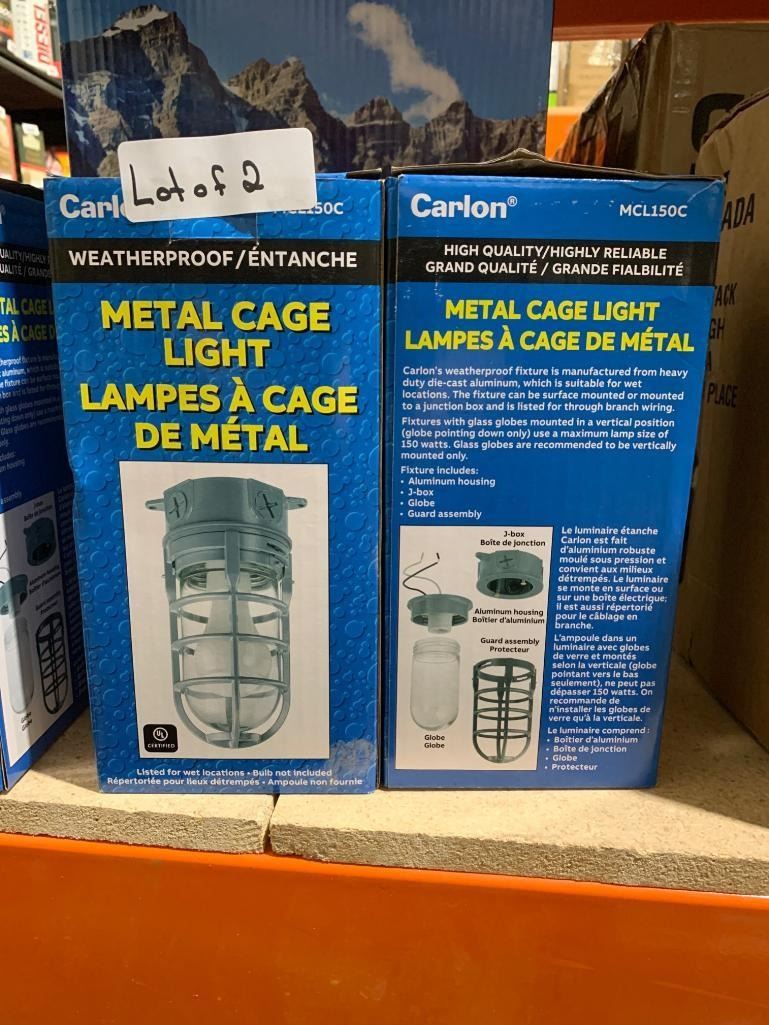 DIESEL
Lot of 2
Carl
MCL150C
WEATHERPROOF/ÉNTANCHE
METAL CAGE
LIGHT
LAMPES À CAGE
DE MÉTAL
UL
CERTIFIED
Listed for wet locations • Bulb not included
Répertoriée pour lieux détrempés • Ampoule non fournie
Carlon®
MCL150C
HIGH QUALITY/HIGHLY RELIABLE
GRAND QUALITÉ / GRANDE FIALBILITÉ
METAL CAGE LIGHT
LAMPES À CAGE DE MÉTAL
Carlon's weatherproof fixture is manufactured from heavy
duty die-cast aluminum, which is suitable for wet
locations. The fixture can be surface mounted or mounted
to a junction box and is listed for through branch wiring.
Fixtures with glass globes mounted in a vertical position
(globe pointing down only) use a maximum lamp size of
150 watts. Glass globes are recommended to be vertically
mounted only.
Fixture includes:
• Aluminum housing
• J-box
• Globe
• Guard assembly
J-box
Boîte de jonction
Aluminum housing
Boîtier d'aluminium
Guard assembly
Protecteur
Globe
Globe
Le luminaire étanche
Carlon est fait
d'aluminium robuste
moulé sous pression et
convient aux milieux
détrempés. Le luminaire
se monte en surface ou
sur une boîte électrique;
il est aussi répertorié
pour le câblage en
branche.
L'ampoule dans un
luminaire avec globes
de verre et montés
selon la verticale (globe
pointant vers le bas
seulement), ne peut pas
dépasser 150 watts. On
recommande de
n'installer les globes de
verre qu'à la verticale.
Le luminaire comprend :
• Boîtier d'aluminium
• Boîte de jonction
• Globe
• Protecteur
PLACE